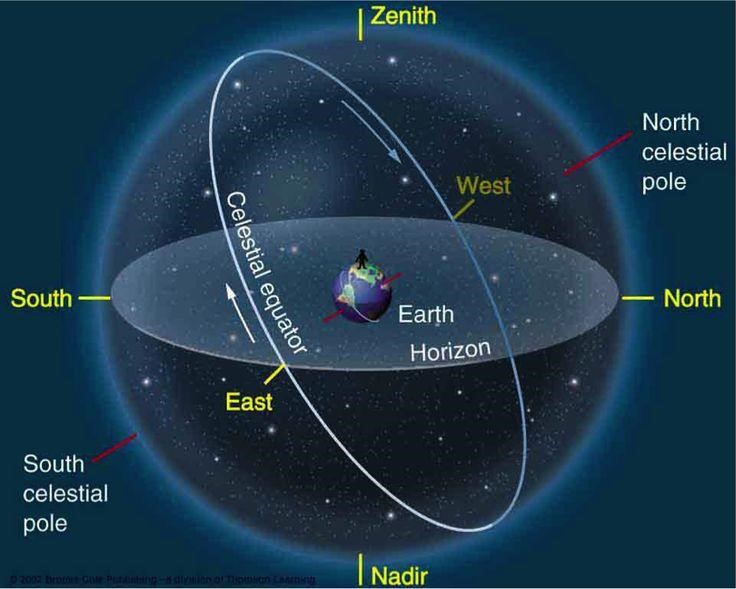 Zenith
North
celestial
pole
West
Celestial equator
South
North
Earth
Horizon
East
South
celestial
pole
Nadir
© 2002 Brooks Cole Publishing - a division of Thomson Learning